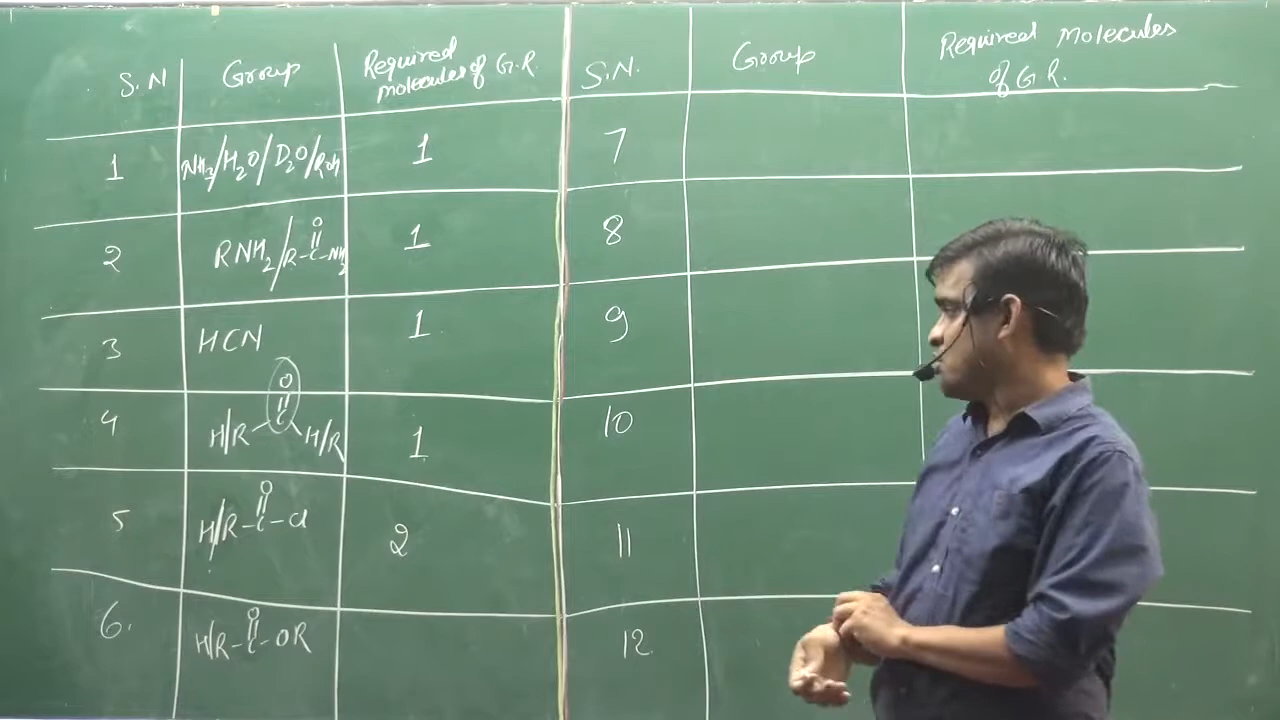 S.N Group Required molecules of G.R.
1 NH3/H2O/D2O/ROH 1
2 RNH2/R-C(=O)-NH2 1
3 HCN 1
4 H/R-C(=O)-H/R 1
5 H/R-C(=O)-Cl 2
6. H/R-C(=O)-OR
S.N. Group Required Molecules of G.R.
7
8
9
10
11
12